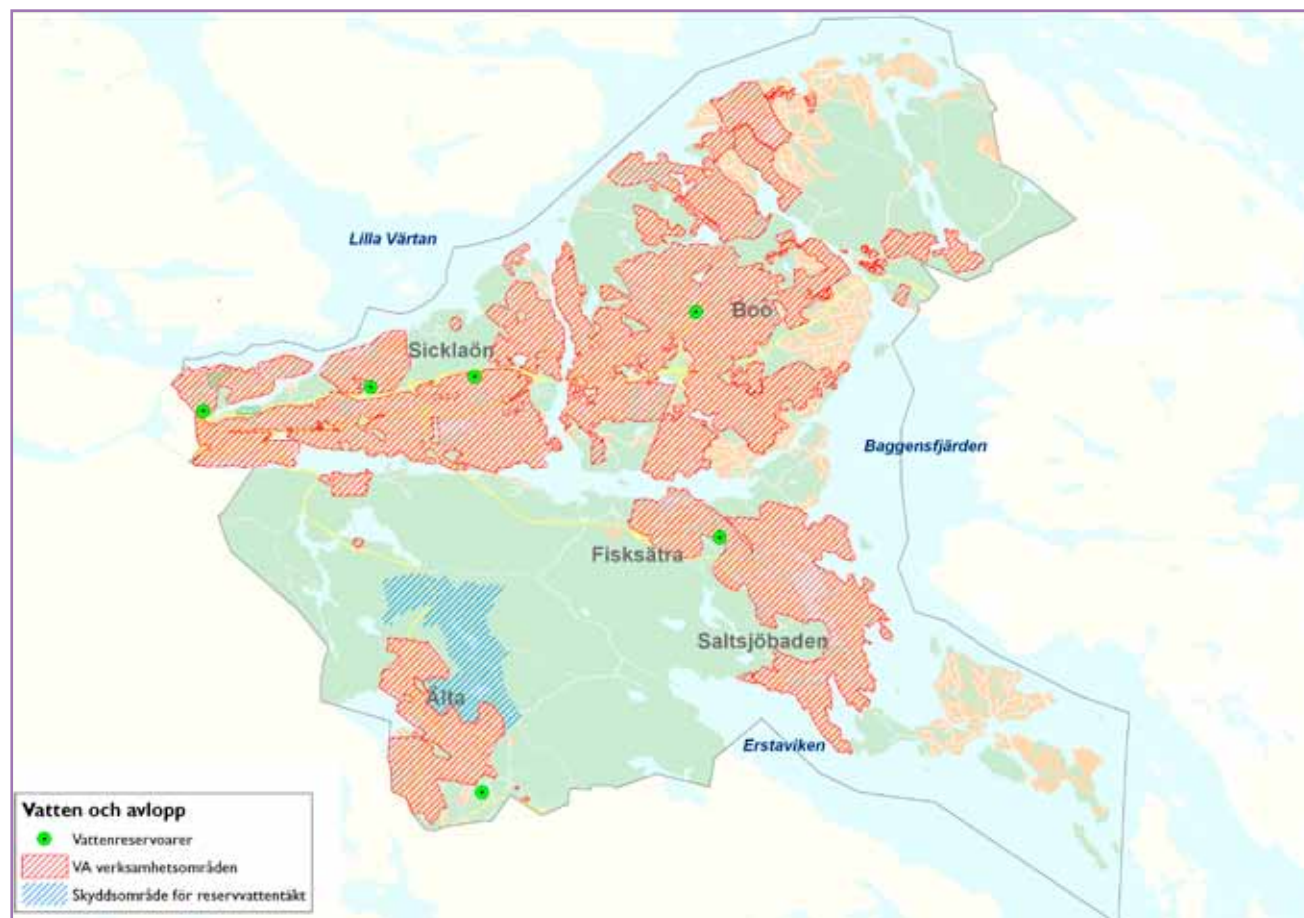 Lilla Värtan
Boo
Sicklaön
Baggensfjärden
Fisksätra
Saltsjöbaden
Älta
Erstaviken
Vatten och avlopp
Vattenreservoarer
VA verksamhetsområden
Skyddsområde för reservvattentäkt